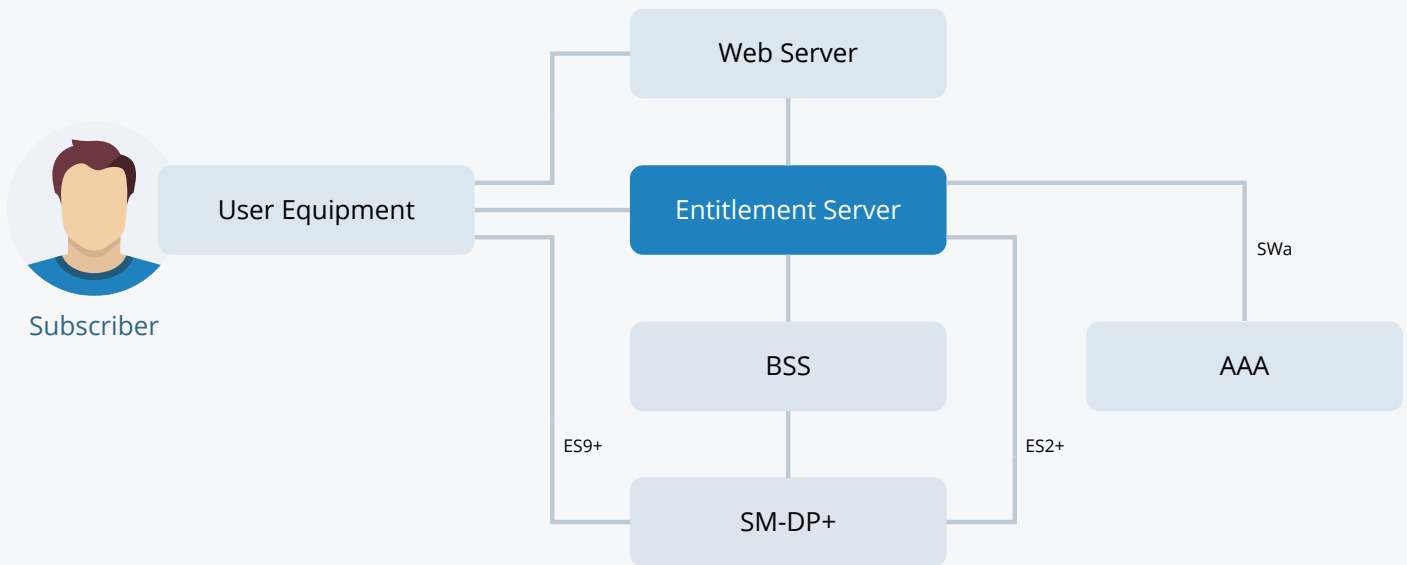 Web Server
User Equipment
Entitlement Server
SWa
Subscriber
BSS
AAA
ES9+
ES2+
SM-DP+